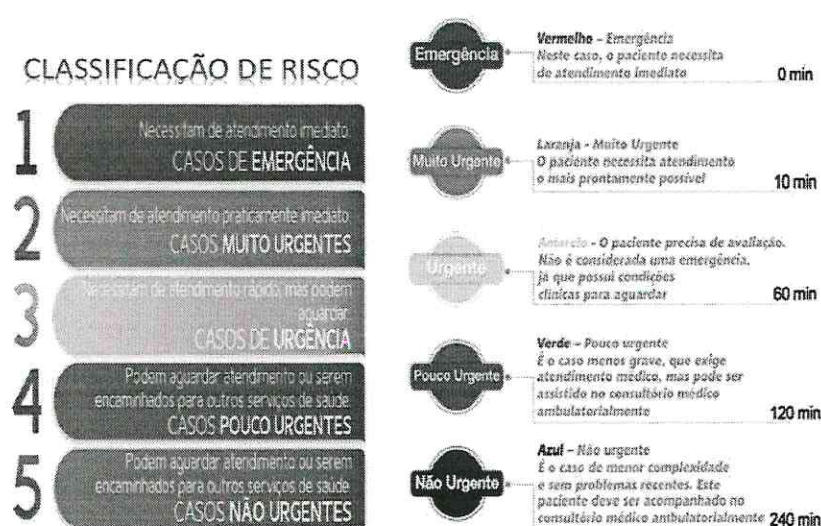 CLASSIFICAÇÃO DE RISCO
1
Necessitam de atendimento imediato.
CASOS DE EMERGÊNCIA
2
Necessitam de atendimento praticamente imediato.
CASOS MUITO URGENTES
3
Necessitam de atendimento rápido, mas podem
aguardar.
CASOS DE URGÊNCIA
4
Podem aguardar atendimento ou serem
encaminhados para outros serviços de saúde.
CASOS POUCO URGENTES
5
Podem aguardar atendimento ou serem
encaminhados para outros serviços de saúde.
CASOS NÃO URGENTES
Emergência
Vermelho – Emergência
Neste caso, o paciente necessita
de atendimento imediato
0 min
Muito Urgente
Laranja - Muito Urgente
O paciente necessita atendimento
o mais prontamente possível
10 min
Urgente
Amarelo - O paciente precisa de avaliação.
Não é considerada uma emergência,
já que possui condições
clínicas para aguardar
60 min
Pouco Urgente
Verde – Pouco urgente
É o caso menos grave, que exige
atendimento médico, mas pode ser
assistido no consultório médico
ambulatorialmente
120 min
Não Urgente
Azul – Não urgente
É o caso de menor complexidade
e sem problemas recentes. Este
paciente deve ser acompanhado no
consultório médico ambulatorialmente
240 min